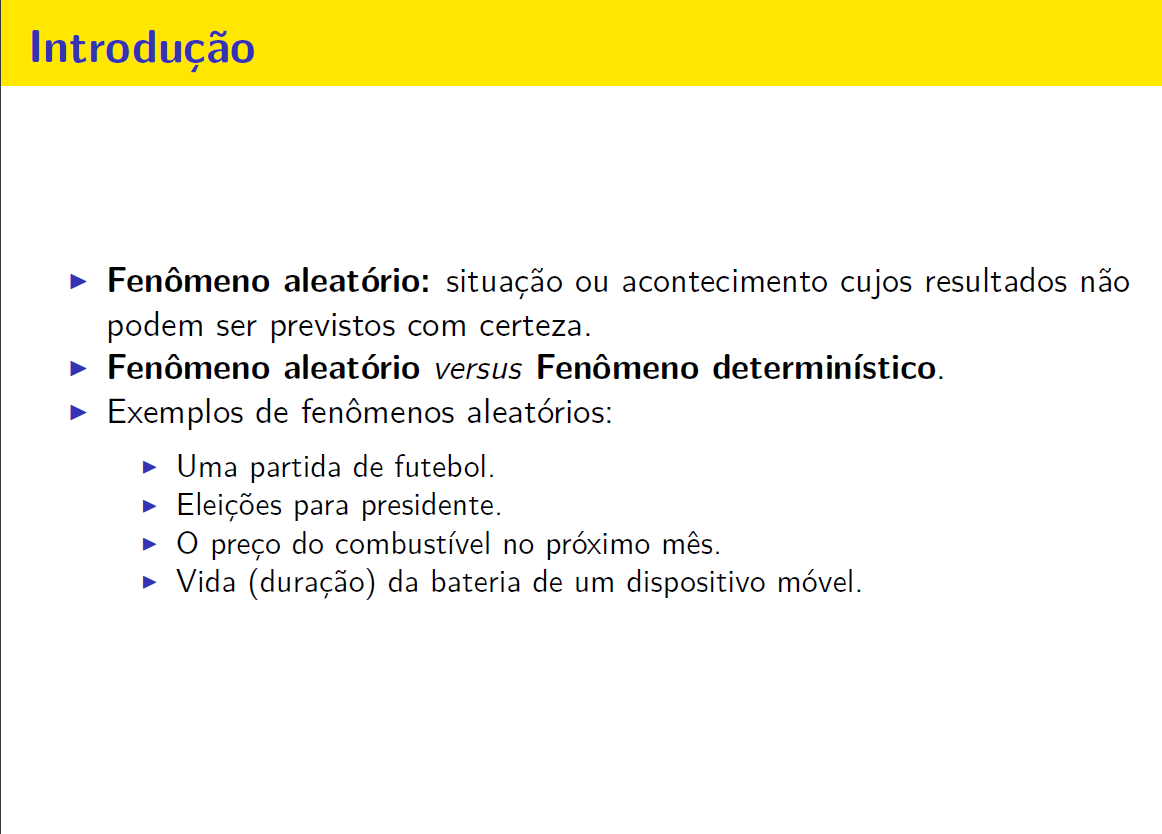 Introdução
Fenômeno aleatório: situação ou acontecimento cujos resultados não
podem ser previstos com certeza.
Fenômeno aleatório versus Fenômeno determinístico.
Exemplos de fenômenos aleatórios:
Uma partida de futebol.
Eleições para presidente.
O preço do combustível no próximo mês.
Vida (duração) da bateria de um dispositivo móvel.